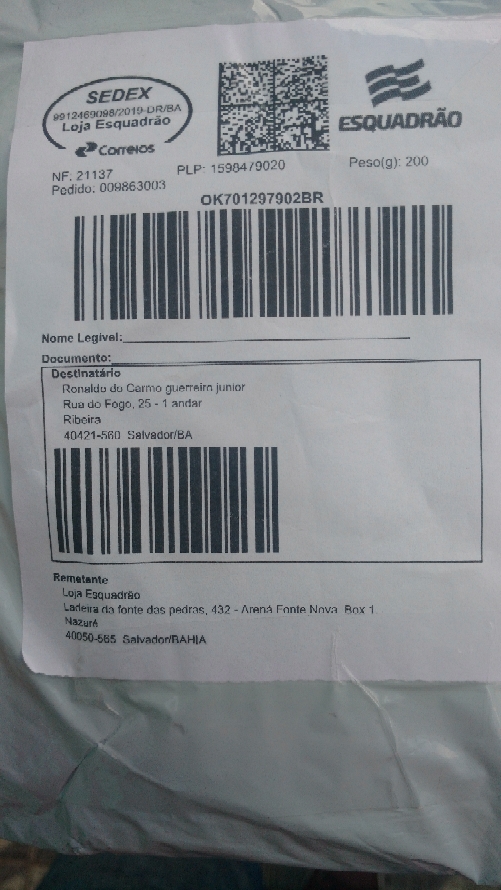 SEDEX
9912469098/2019-DR/BA
Loja Esquadrão
Correios
ESQUADRÃO
NF: 21137
PLP: 1598479020
Peso(g): 200
Pedido: 009863003
OK701297902BR
Nome Legível:
Documento:
Destinatário
Ronaldo do Carmo guerreiro junior
Rua do Fogo, 25 - 1 andar
Ribeira
40421-560 Salvador/BA
Remetente
Loja Esquadrão
Ladeira da fonte das pedras, 432 - Arena Fonte Nova Box 1
Nazaré
40050-565 Salvador/BAHIA